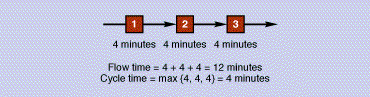 1 2 3
4 minutes 4 minutes 4 minutes
Flow time = 4 + 4 + 4 = 12 minutes
Cycle time = max (4, 4, 4) = 4 minutes